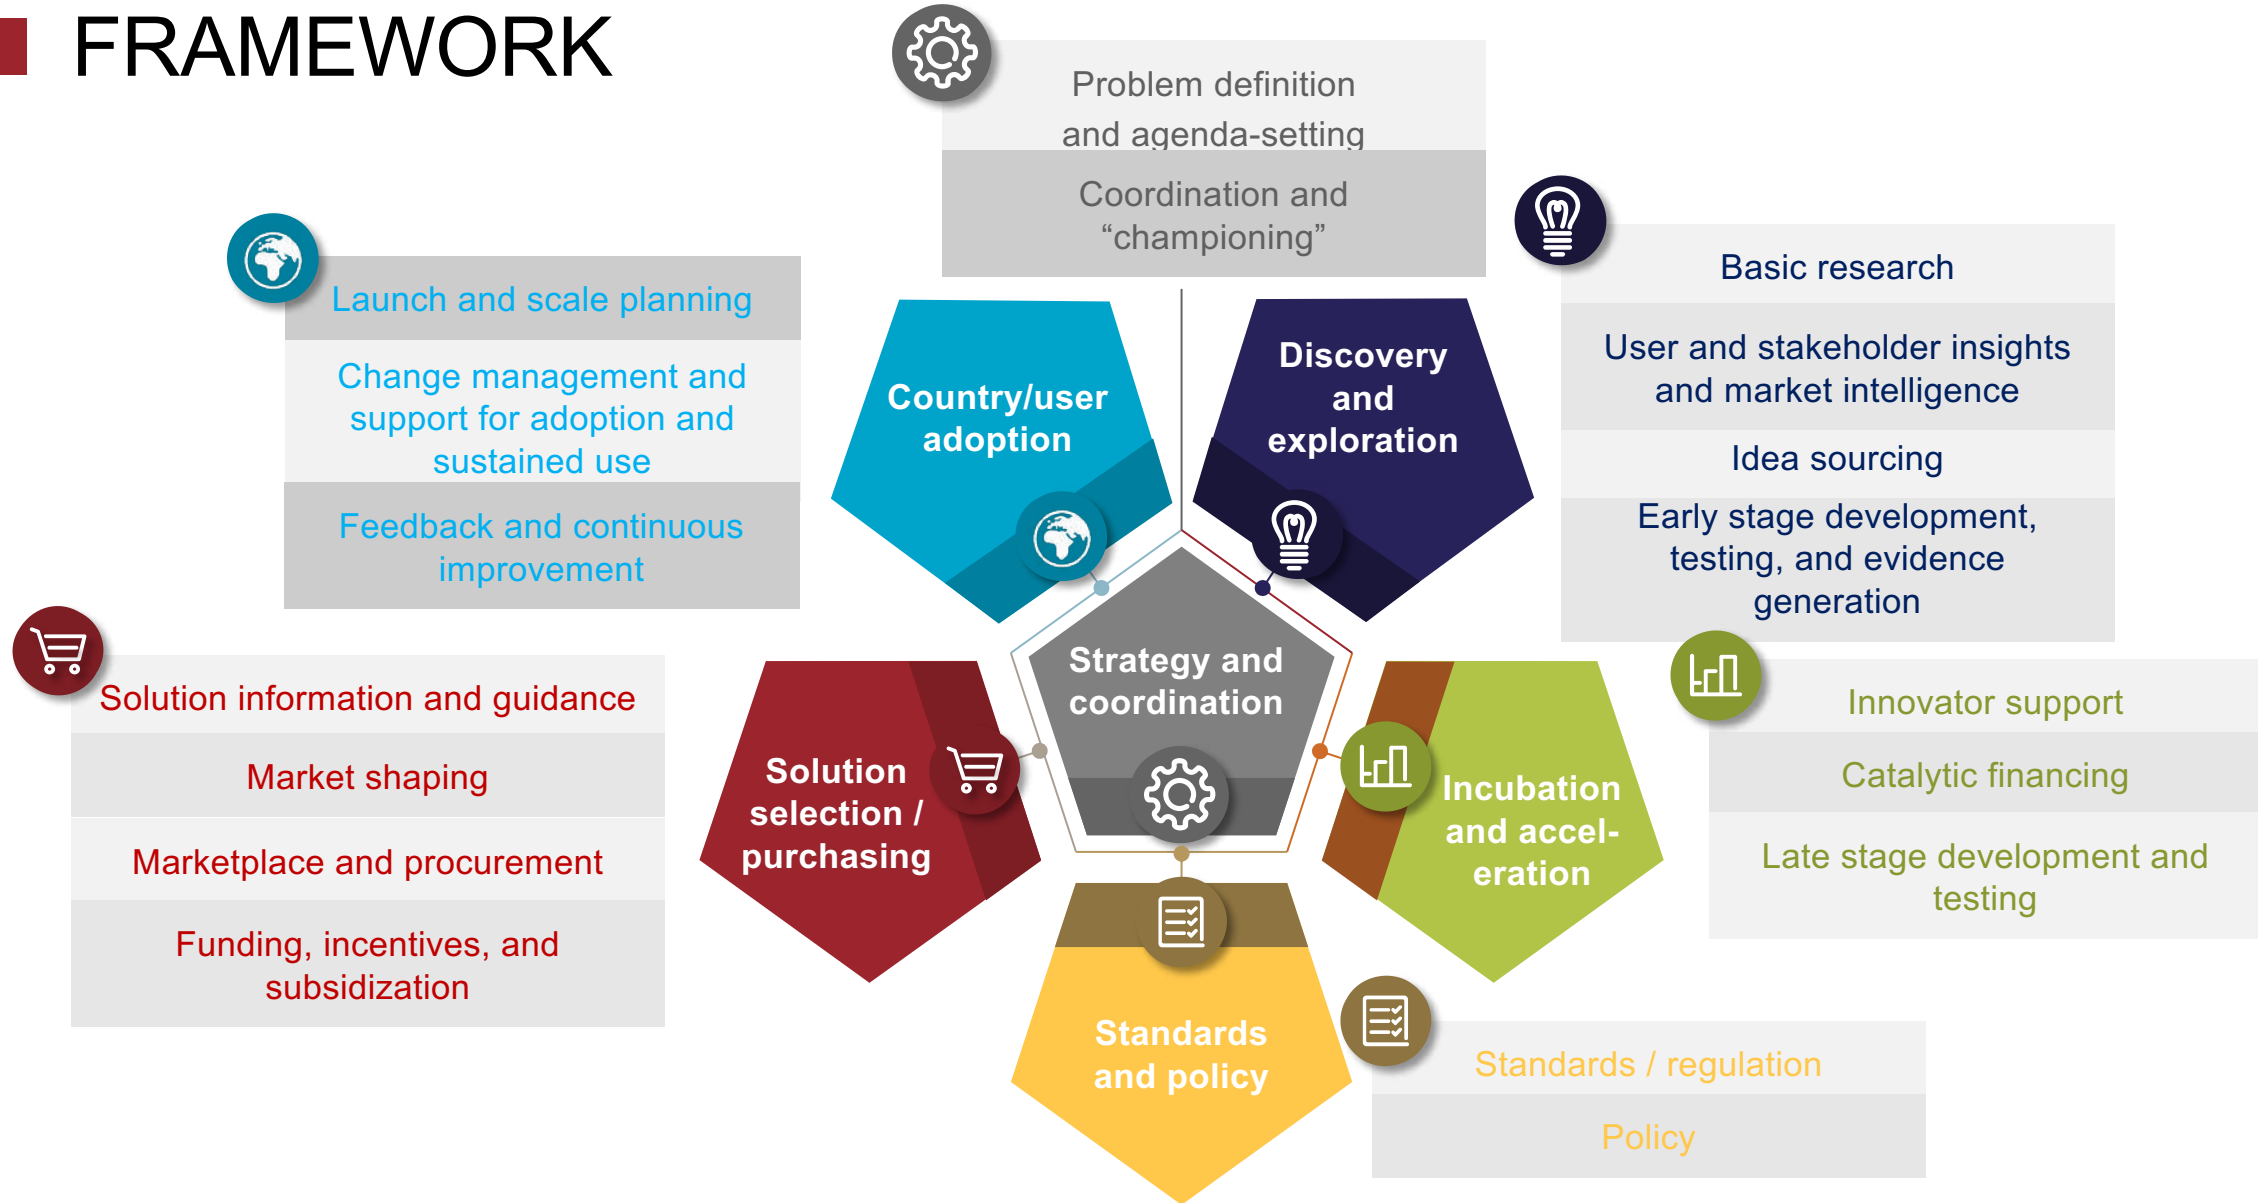 FRAMEWORK
Problem definition
and agenda-setting
Coordination and
“championing”
Launch and scale planning
Change management and
support for adoption and
sustained use
Feedback and continuous
improvement
Basic research
User and stakeholder insights
and market intelligence
Idea sourcing
Early stage development,
testing, and evidence
generation
Country/user
adoption
Discovery
and
exploration
Strategy and
coordination
Solution information and guidance
Market shaping
Marketplace and procurement
Funding, incentives, and
subsidization
Solution
selection /
purchasing
Incubation
and accel-
eration
Innovator support
Catalytic financing
Late stage development and
testing
Standards
and policy
Standards / regulation
Policy